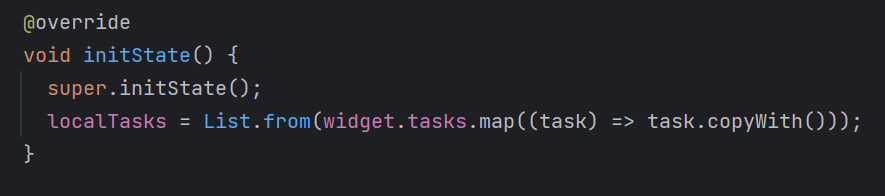 @override
void initState() {
super.initState();
localTasks = List.from(widget.tasks.map((task) => task.copyWith()));
}